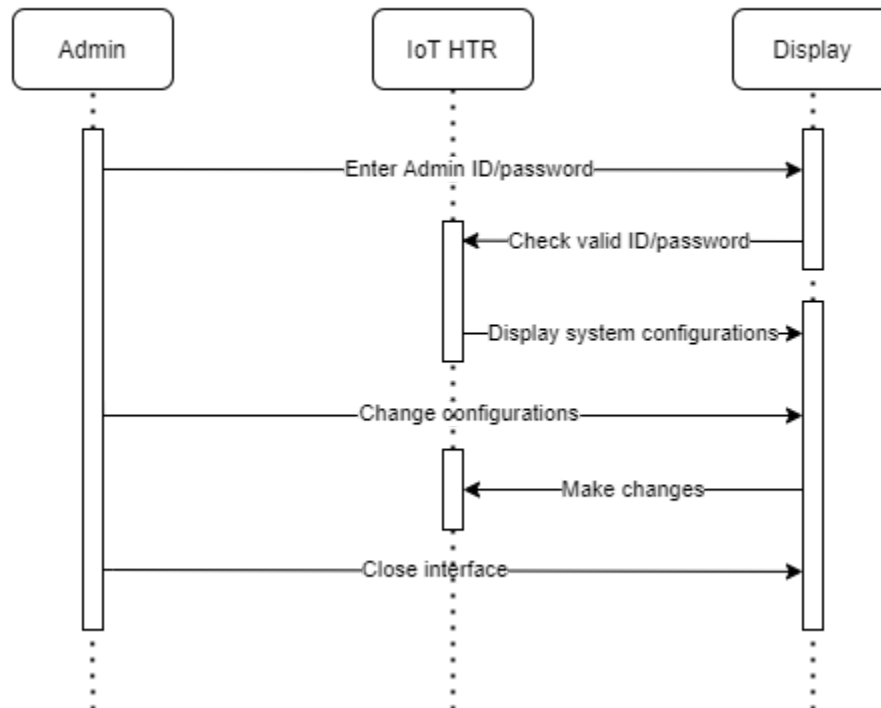 Admin
IoT HTR
Display
Enter Admin ID/password
Check valid ID/password
Display system configurations
Change configurations
Make changes
Close interface